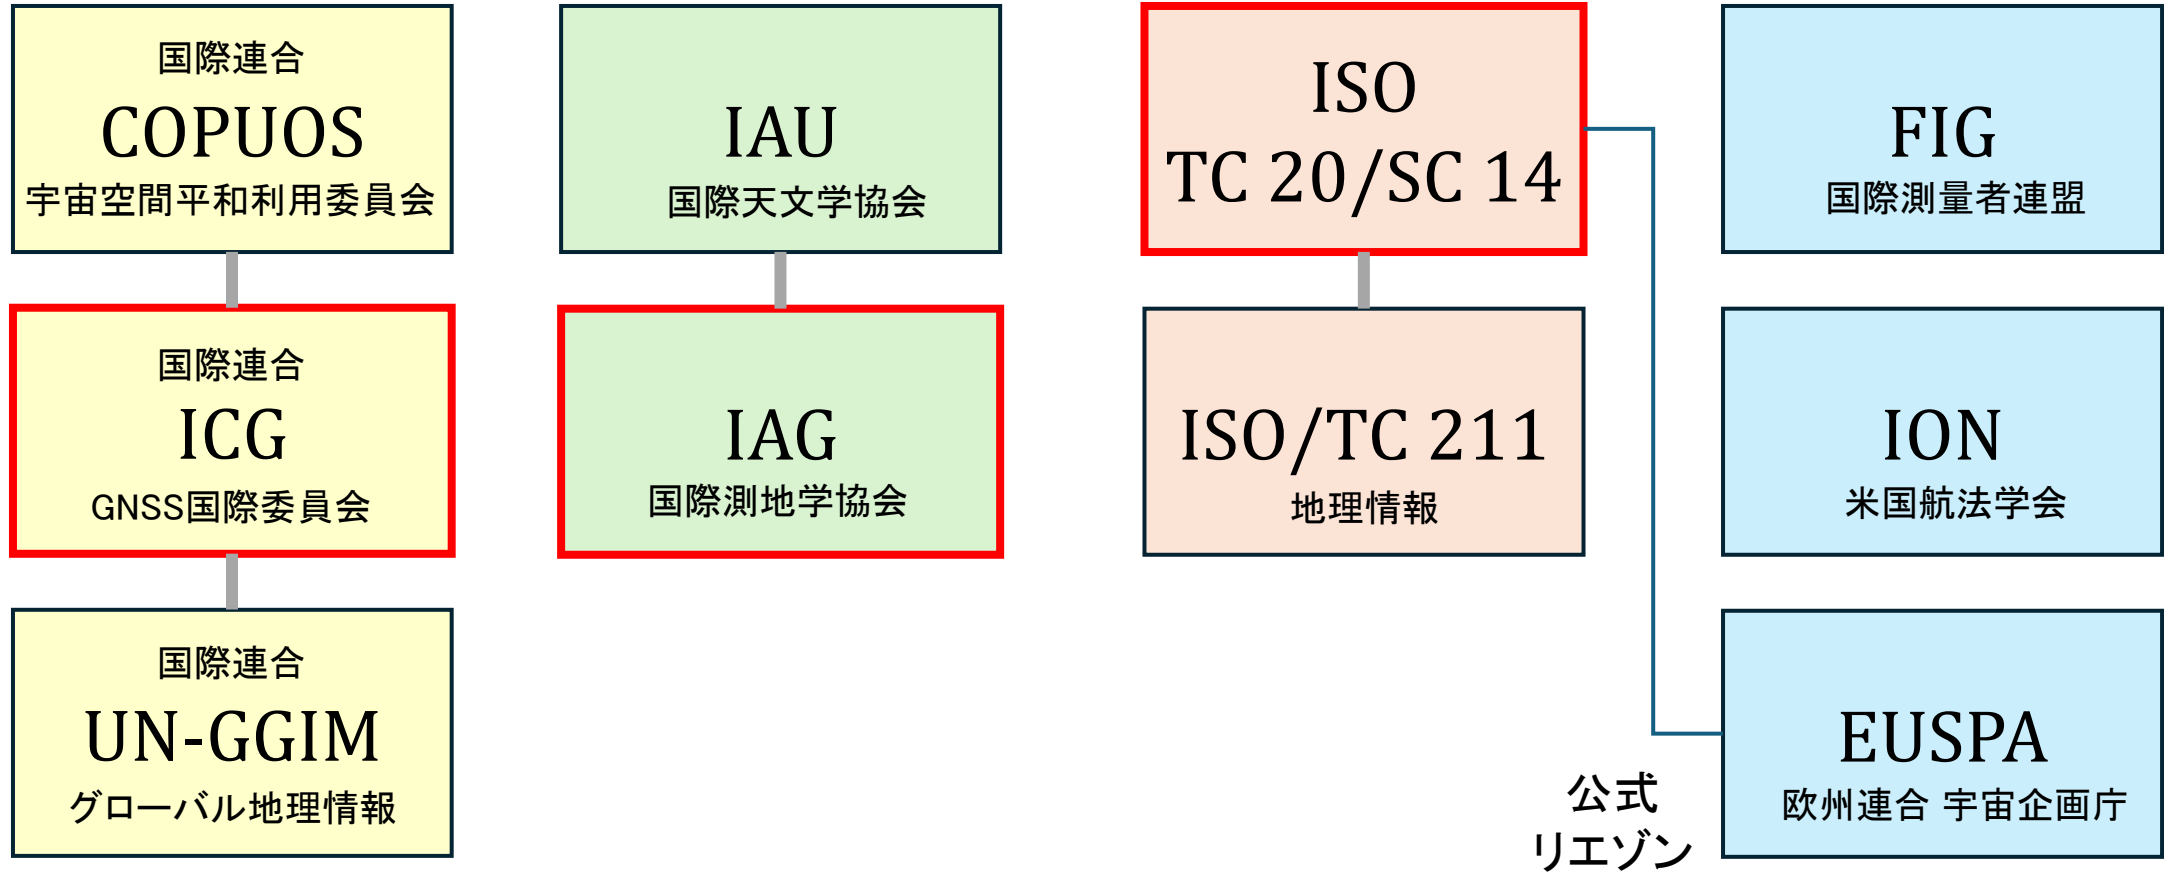 国際連合
COPUOS
宇宙空間平和利用委員会
国際連合
ICG
GNSS国際委員会
国際連合
UN-GGIM
グローバル地理情報
IAU
国際天文学協会
IAG
国際測地学協会
ISO
TC 20/SC 14
ISO/TC 211
地理情報
FIG
国際測量者連盟
ION
米国航法学会
EUSPA
欧州連合 宇宙企画庁
公式
リエゾン